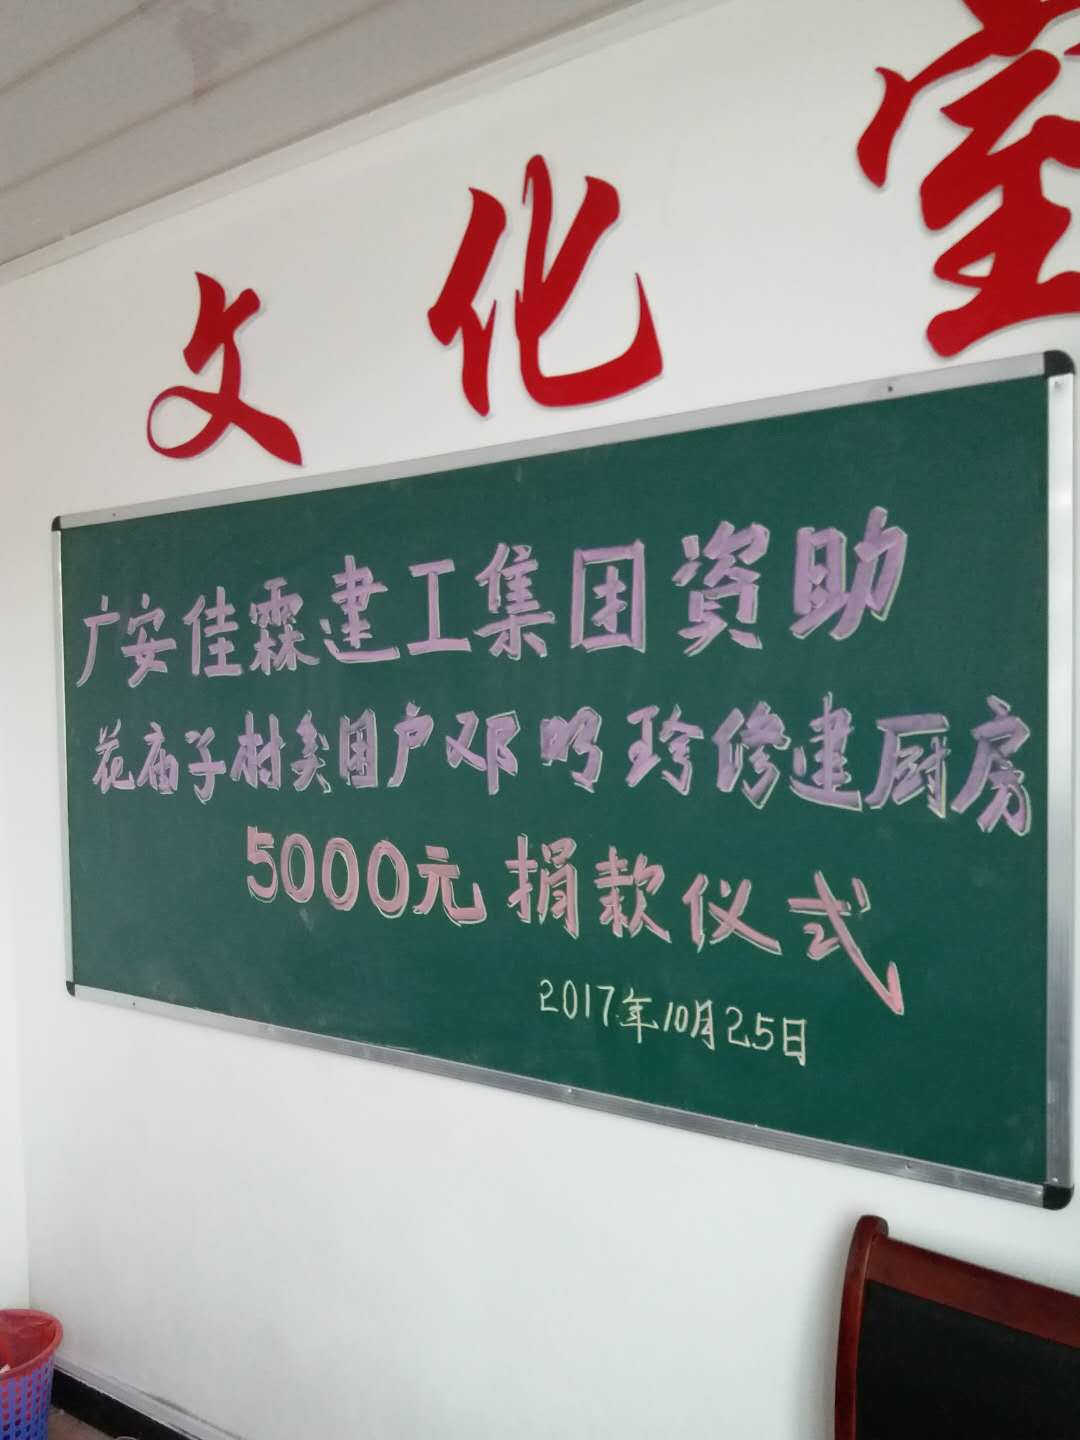 文化室
广安佳霖建工集团資助
花庙子村贫困户邓明珍修建厨房
5000元捐款仪式
2017年10月25日